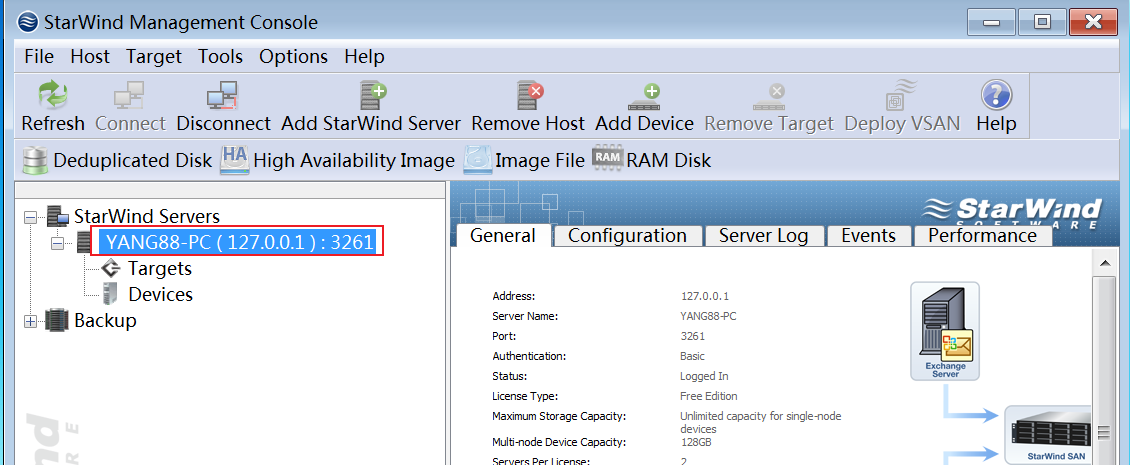 StarWind Management Console
File Host Target Tools Options Help
Refresh Connect Disconnect Add StarWind Server Remove Host Add Device Remove Target Deploy VSAN Help
Deduplicated Disk HA High Availability Image Image File RAM RAM Disk
StarWind Servers
YANG88-PC ( 127.0.0.1 ) : 3261
Targets
Devices
Backup
StarWind
SOFTWARE
General Configuration Server Log Events Performance
Address: 127.0.0.1
Server Name: YANG88-PC
Port: 3261
Authentication: Basic
Status: Logged In
License Type: Free Edition
Maximum Storage Capacity: Unlimited capacity for single-node
devices
Multi-node Device Capacity: 128GB
Servers Per License: 2
Exchange
Server
StarWind SAN